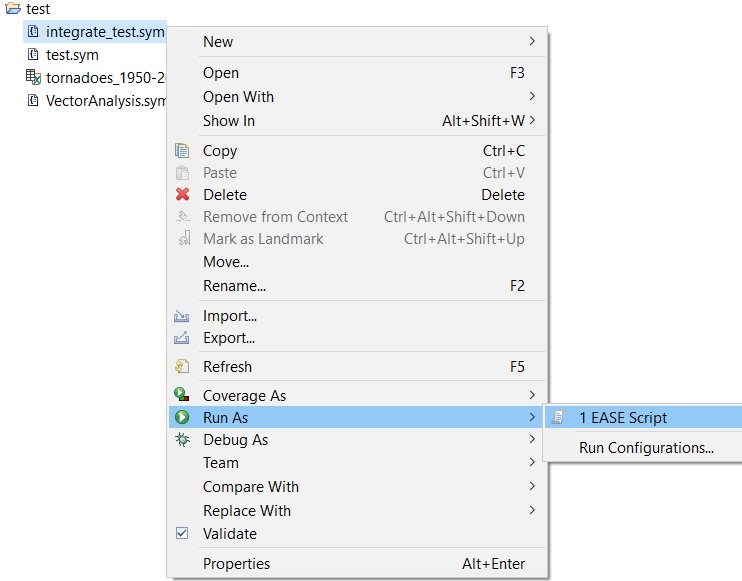 test
integrate_test.sym
test.sym
tornadoes_1950-20
VectorAnalysis.sym
New
Open F3
Open With
Show In Alt+Shift+W
Copy Ctrl+C
Paste Ctrl+V
Delete Delete
Remove from Context Ctrl+Alt+Shift+Down
Mark as Landmark Ctrl+Alt+Shift+Up
Move...
Rename... F2
Import...
Export...
Refresh F5
Coverage As
Run As
1 EASE Script
Debug As
Run Configurations...
Team
Compare With
Replace With
Validate
Properties Alt+Enter